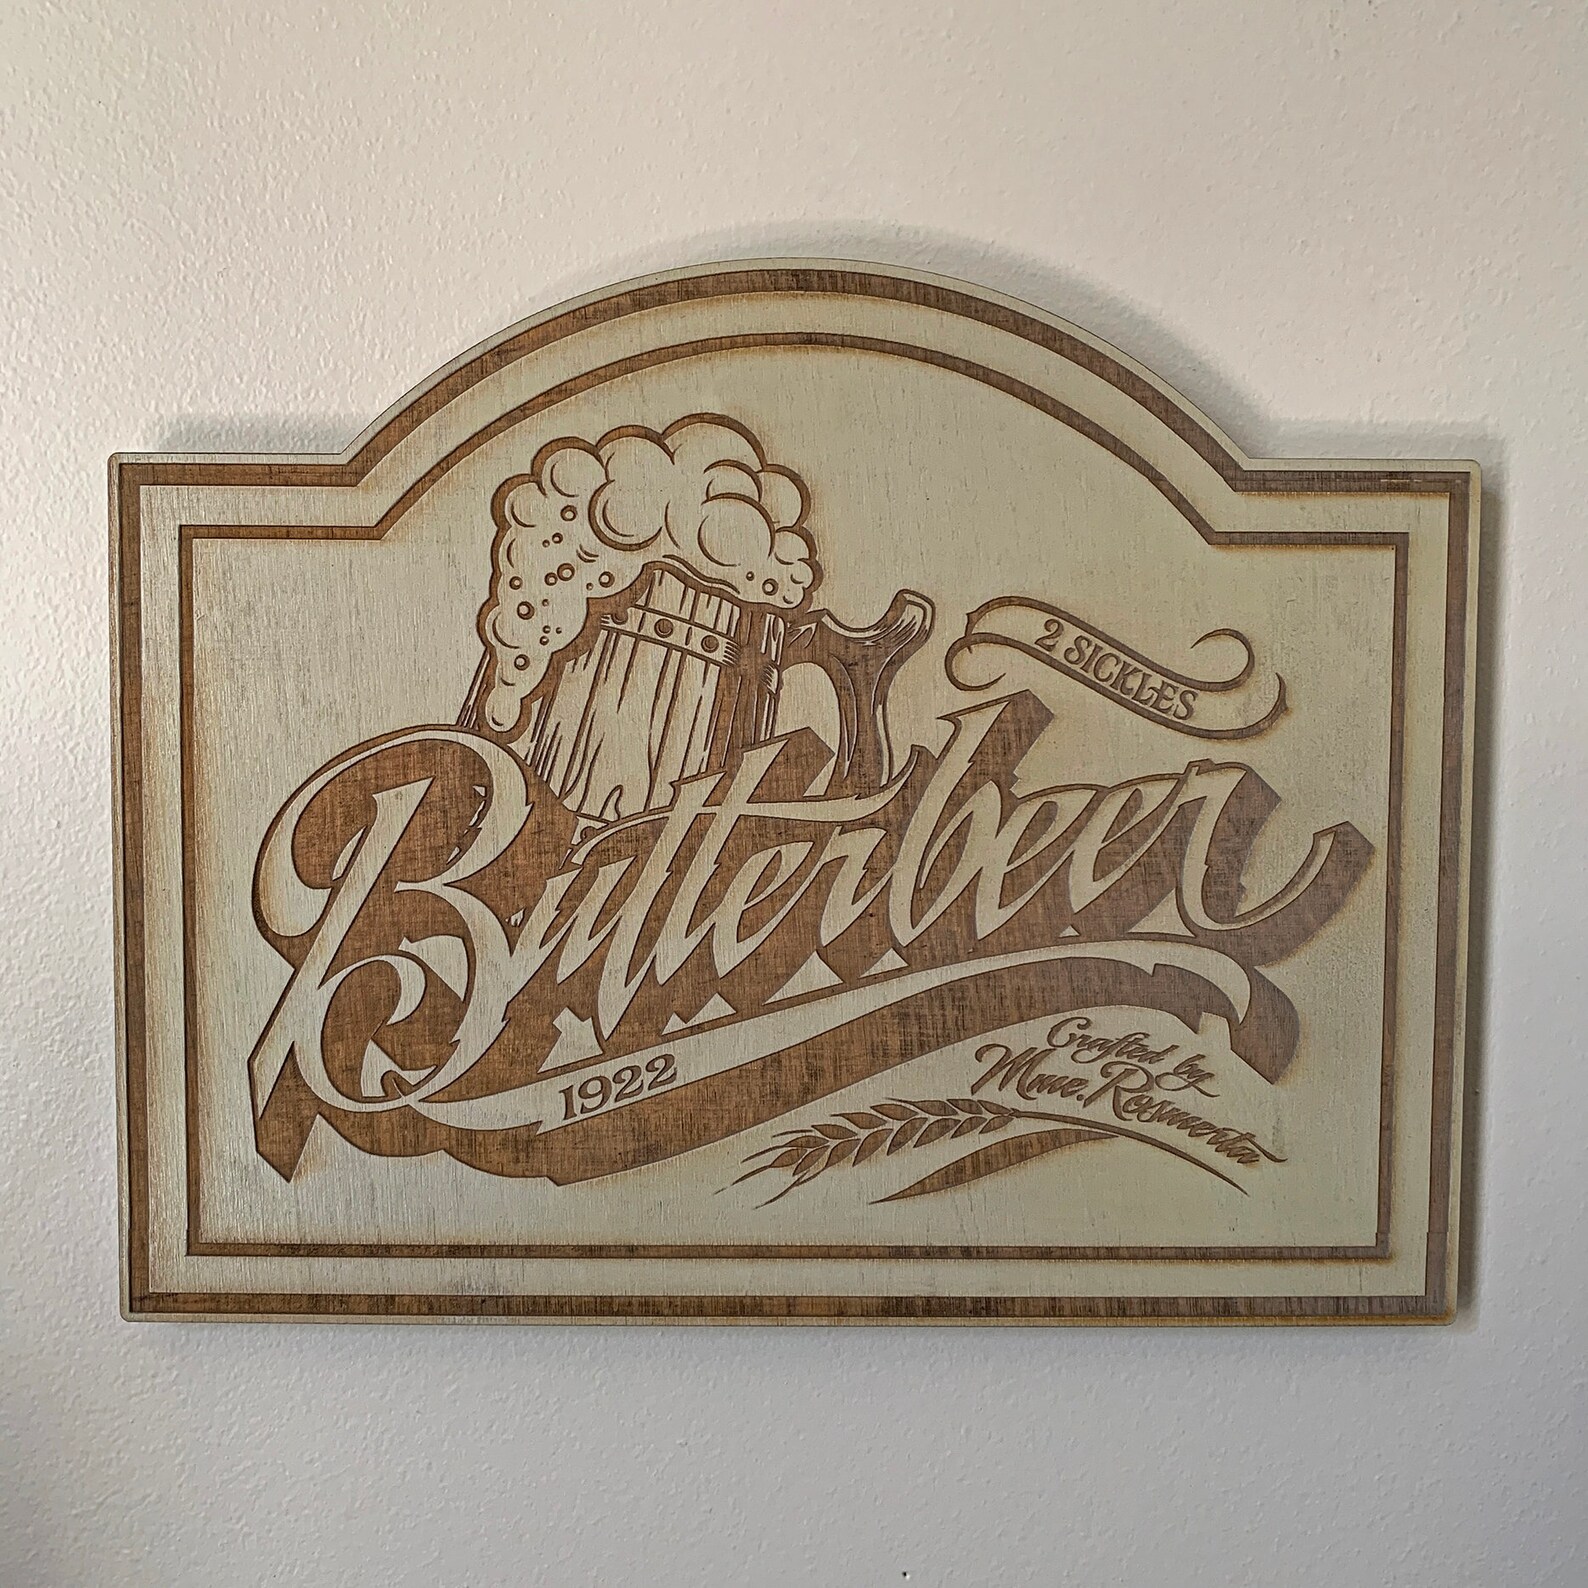 2 SICKLES
Butterbeer
1922
Crafted by
Mme. Rosmerta